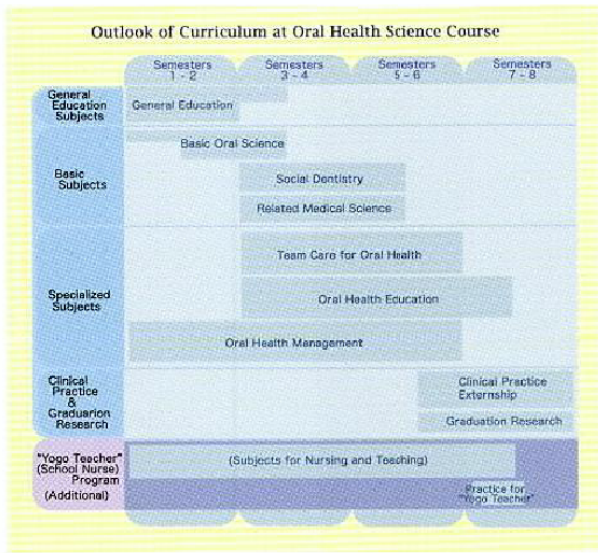 Outlook of Curriculum at Oral Health Science Course
Semesters
1 - 2
Semesters
3 - 4
Semesters
5 - 6
Semesters
7 - 8
General
Education
Subjects
General Education
Basic
Subjects
Basic Oral Science
Social Dentistry
Related Medical Science
Specialized
Subjects
Team Care for Oral Health
Oral Health Education
Oral Health Management
Clinical
Practice
&
Graduarion
Research
Clinical Practice
Externship
Graduation Research
"Yogo Teacher"
(School Nurse)
Program
(Additional)
(Subjects for Nursing and Teaching)
Practice for
"Yogo Teacher"